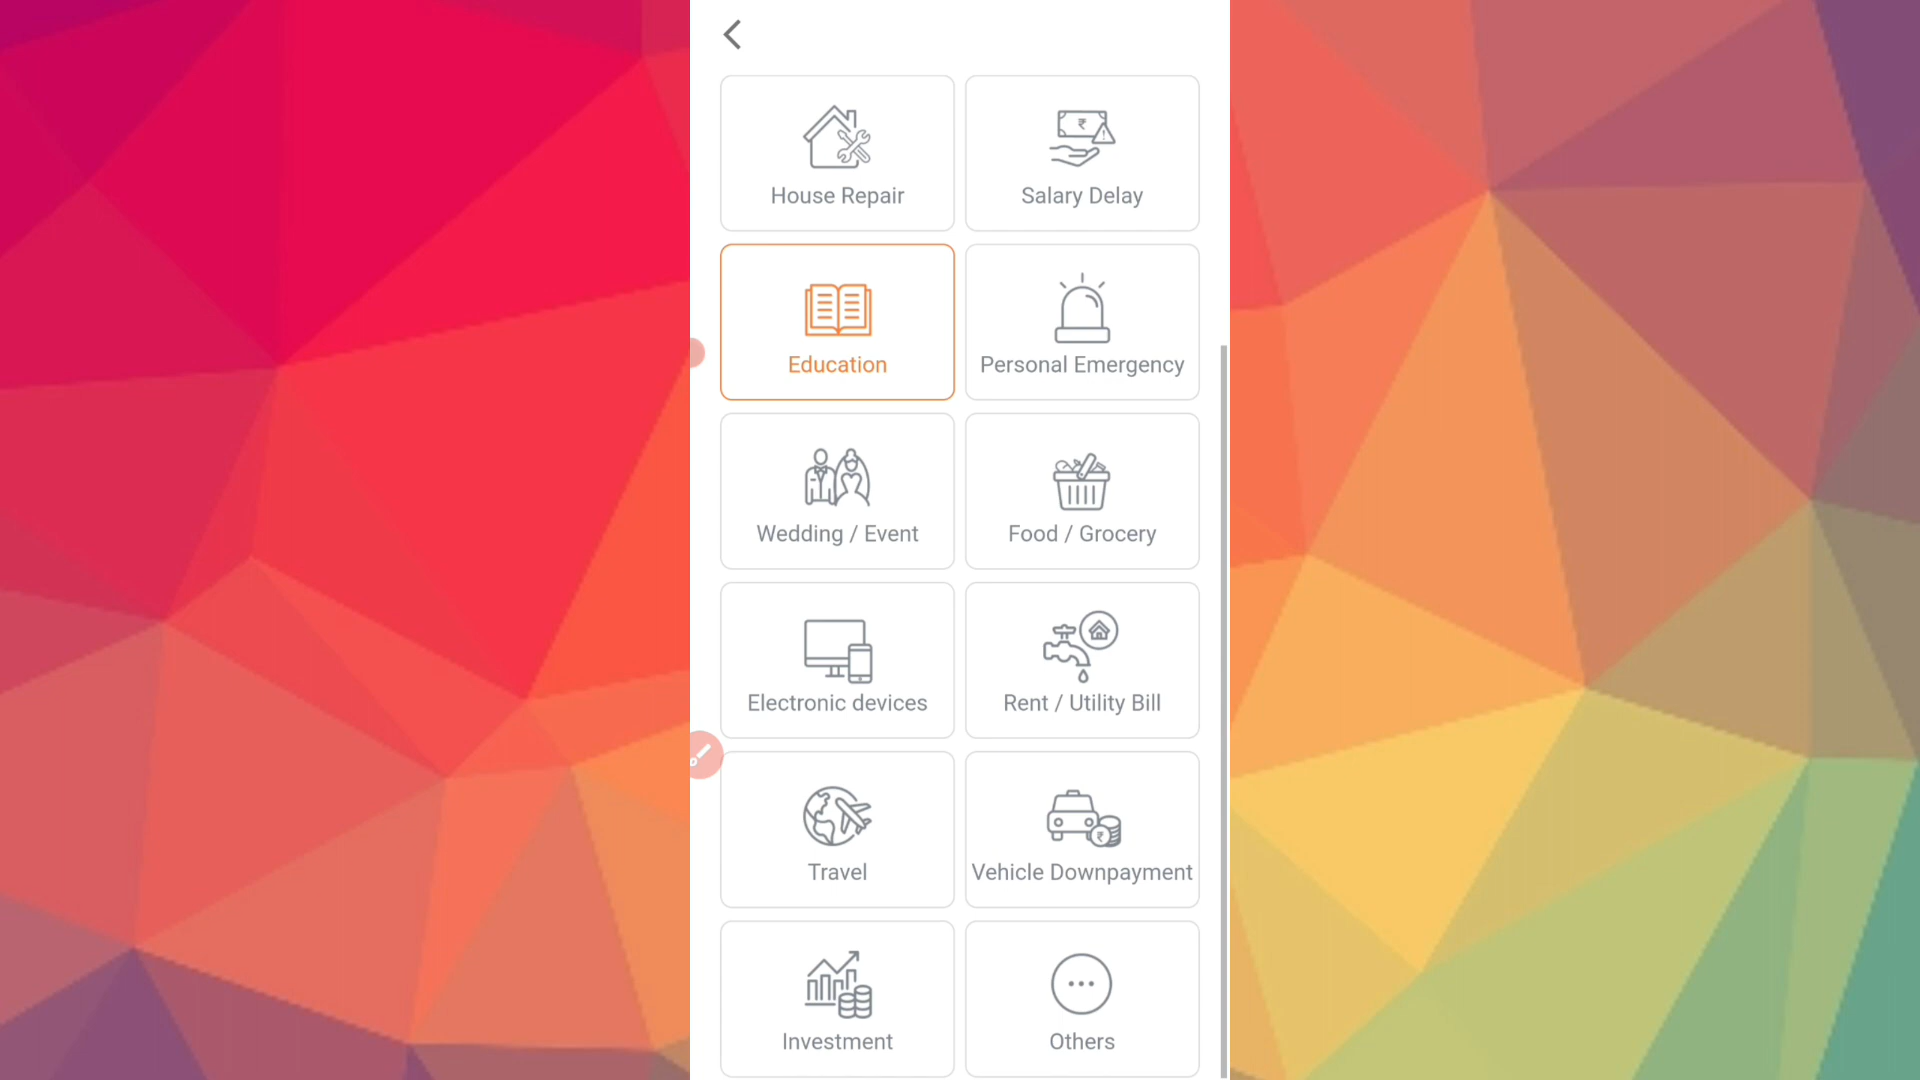 House Repair
Salary Delay
Education
Personal Emergency
Wedding / Event
Food / Grocery
Electronic devices
Rent / Utility Bill
Travel
Vehicle Downpayment
Investment
Others